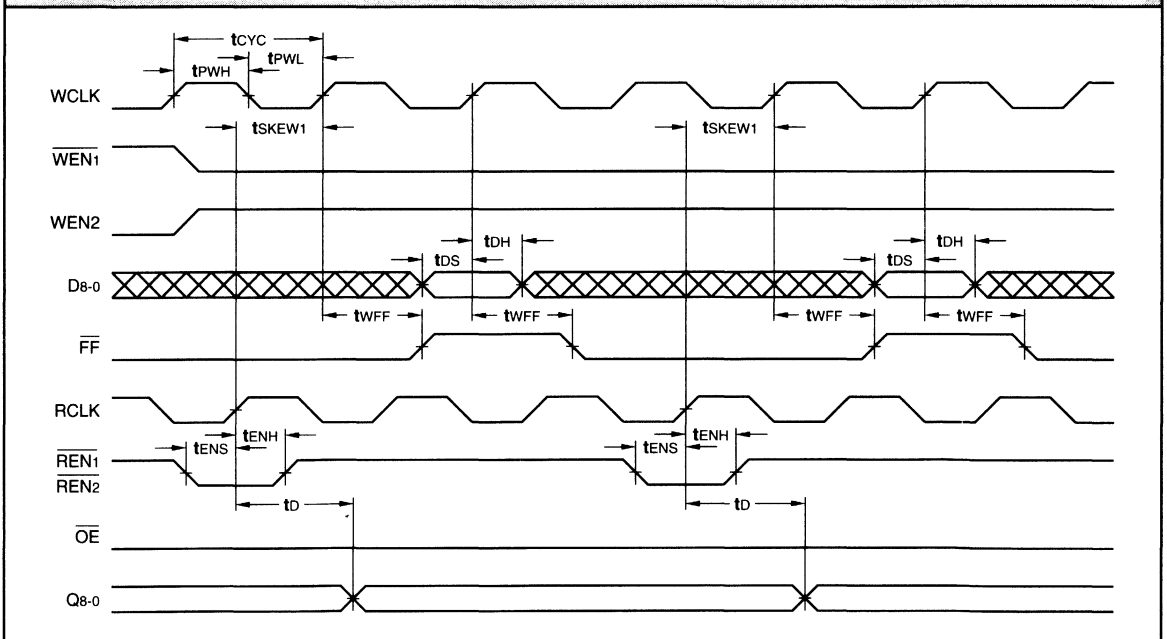 tCYC
tPWH tPWL
WCLK
tSKEW1 tSKEW1
WEN1
WEN2
tDS tDH tDS tDH
D8-0
tWFF tWFF tWFF tWFF
FF
RCLK
tENS tENH tENS tENH
REN1
REN2
tD tD
OE
Q8-0